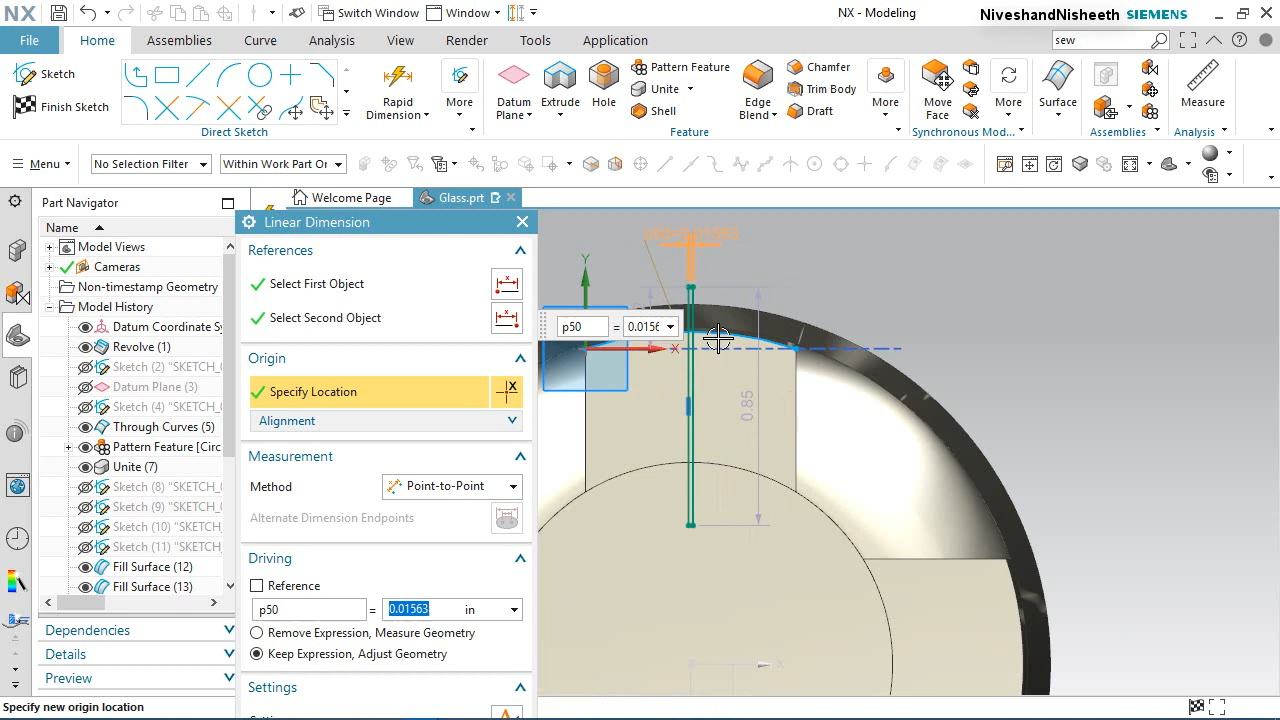 NX
Switch Window
Window
NX - Modeling
NiveshandNisheeth SIEMENS
File
Home
Assemblies
Curve
Analysis
View
Render
Tools
Application
sew
Sketch
Finish Sketch
Direct Sketch
Rapid Dimension
More
Datum Plane
Extrude
Hole
Pattern Feature
Unite
Shell
Edge Blend
Chamfer
Trim Body
Draft
More
Feature
Move Face
More
Synchronous Mod...
Surface
Assemblies
Measure
Analysis
Menu
No Selection Filter
Within Work Part Or
Welcome Page
Glass.prt
Part Navigator
Name
Model Views
Cameras
Non-timestamp Geometry
Model History
Datum Coordinate Sy
Revolve (1)
Sketch (2) "SKETCH_0
Datum Plane (3)
Sketch (4) "SKETCH_0
Through Curves (5)
Pattern Feature [Circ
Unite (7)
Sketch (8) "SKETCH_0
Sketch (9) "SKETCH_0
Sketch (10) "SKETCH_
Sketch (11) "SKETCH_
Fill Surface (12)
Fill Surface (13)
Dependencies
Details
Preview
Specify new origin location
Linear Dimension
References
Select First Object
Select Second Object
Origin
Specify Location
Alignment
Measurement
Method
Point-to-Point
Alternate Dimension Endpoints
Driving
Reference
p50 = 0.01563 in
Remove Expression, Measure Geometry
Keep Expression, Adjust Geometry
Settings
Y
p50 = 0.0156
X
0.85
X